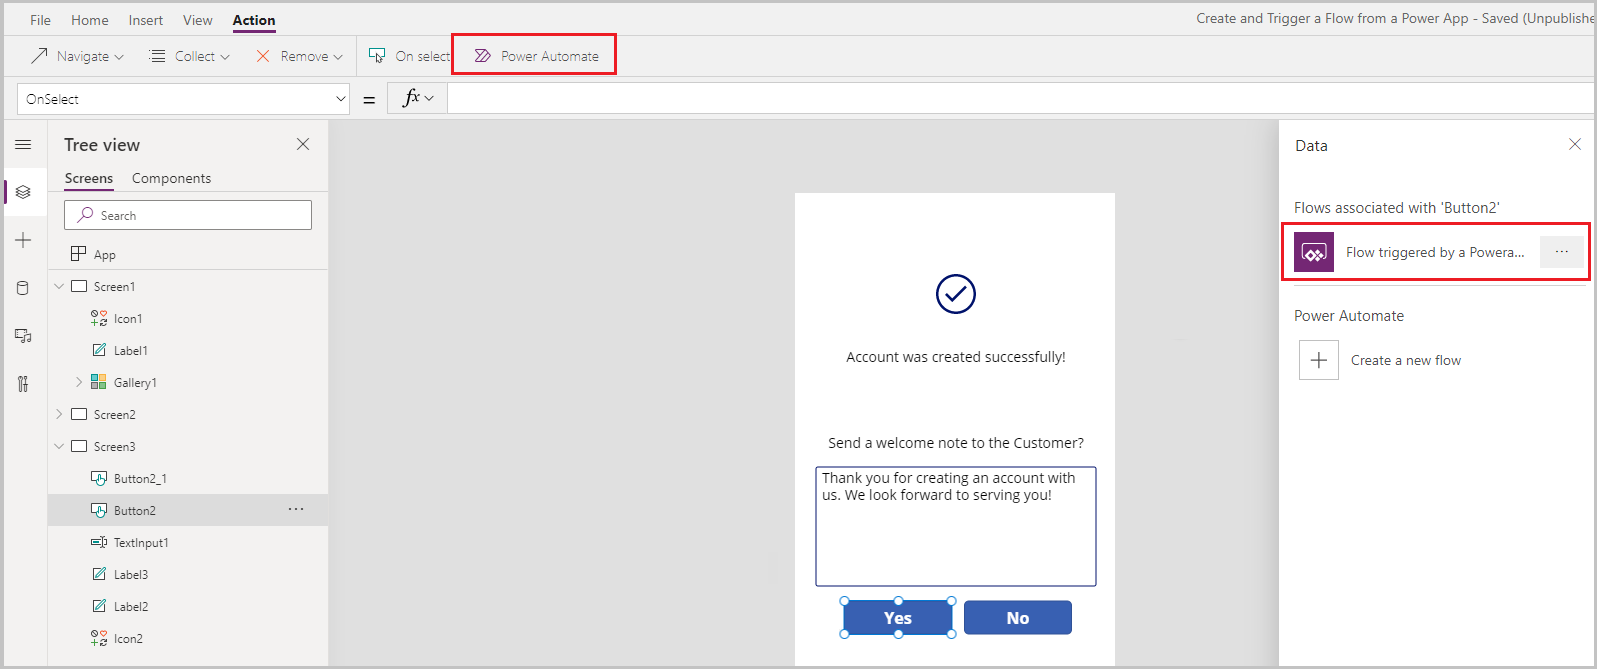 File Home Insert View Action
Create and Trigger a Flow from a Power App - Saved (Unpublishe
Navigate Collect Remove On select Power Automate
OnSelect = fx
Tree view
Screens Components
Search
App
Screen1
Icon1
Label1
Gallery1
Screen2
Screen3
Button2_1
Button2 ...
TextInput1
Label3
Label2
Icon2
Account was created successfully!
Send a welcome note to the Customer?
Thank you for creating an account with
us. We look forward to serving you!
Yes No
Data
Flows associated with 'Button2'
Flow triggered by a Powera... ...
Power Automate
Create a new flow